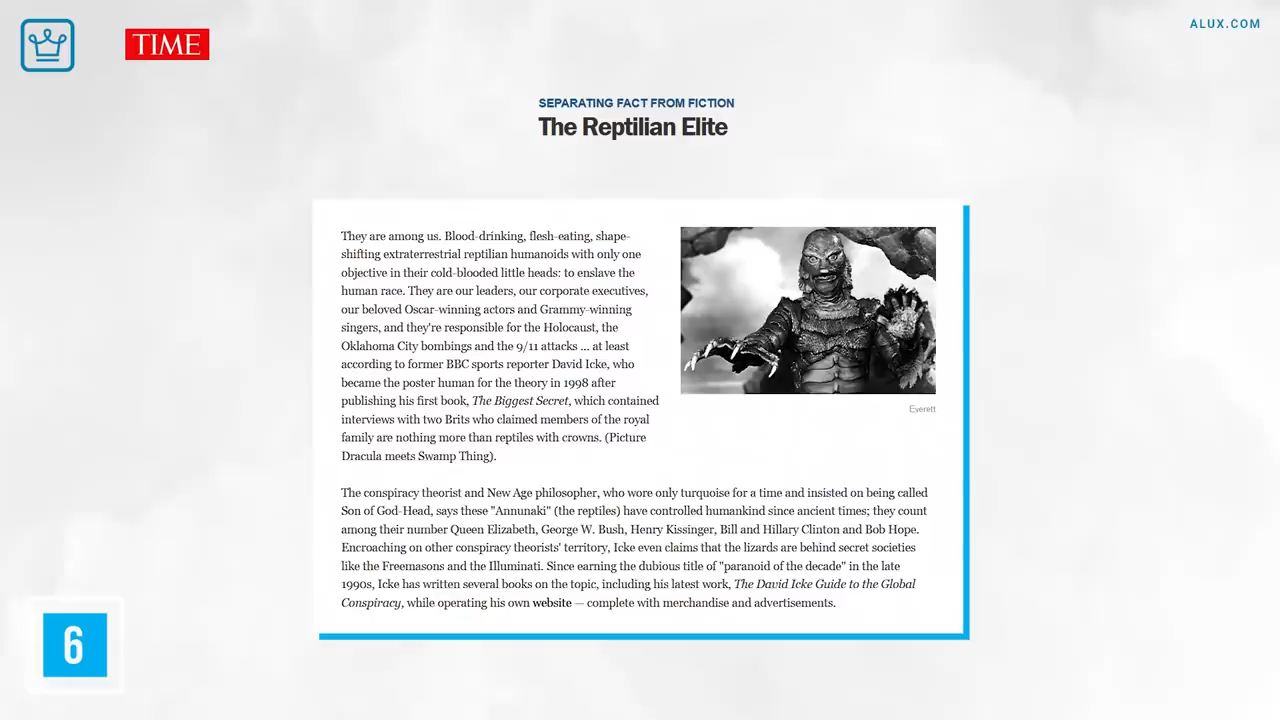 TIME
ALUX.COM
SEPARATING FACT FROM FICTION
The Reptilian Elite
They are among us. Blood-drinking, flesh-eating, shape-
shifting extraterrestrial reptilian humanoids with only one
objective in their cold-blooded little heads: to enslave the
human race. They are our leaders, our corporate executives,
our beloved Oscar-winning actors and Grammy-winning
singers, and they're responsible for the Holocaust, the
Oklahoma City bombings and the 9/11 attacks ... at least
according to former BBC sports reporter David Icke, who
became the poster human for the theory in 1998 after
publishing his first book, The Biggest Secret, which contained
interviews with two Brits who claimed members of the royal
family are nothing more than reptiles with crowns. (Picture
Dracula meets Swamp Thing).
Everett
The conspiracy theorist and New Age philosopher, who wore only turquoise for a time and insisted on being called
Son of God-Head, says these "Annunaki" (the reptiles) have controlled humankind since ancient times; they count
among their number Queen Elizabeth, George W. Bush, Henry Kissinger, Bill and Hillary Clinton and Bob Hope.
Encroaching on other conspiracy theorists' territory, Icke even claims that the lizards are behind secret societies
like the Freemasons and the Illuminati. Since earning the dubious title of "paranoid of the decade" in the late
1990s, Icke has written several books on the topic, including his latest work, The David Icke Guide to the Global
Conspiracy, while operating his own website — complete with merchandise and advertisements.
6